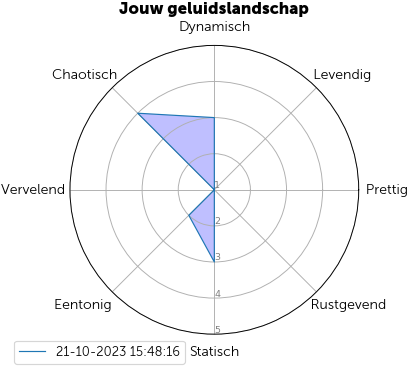 Jouw geluidslandschap
Dynamisch
Chaotisch
Levendig
Vervelend
Prettig
1
2
3
4
5
Eentonig
Rustgevend
21-10-2023 15:48:16
Statisch